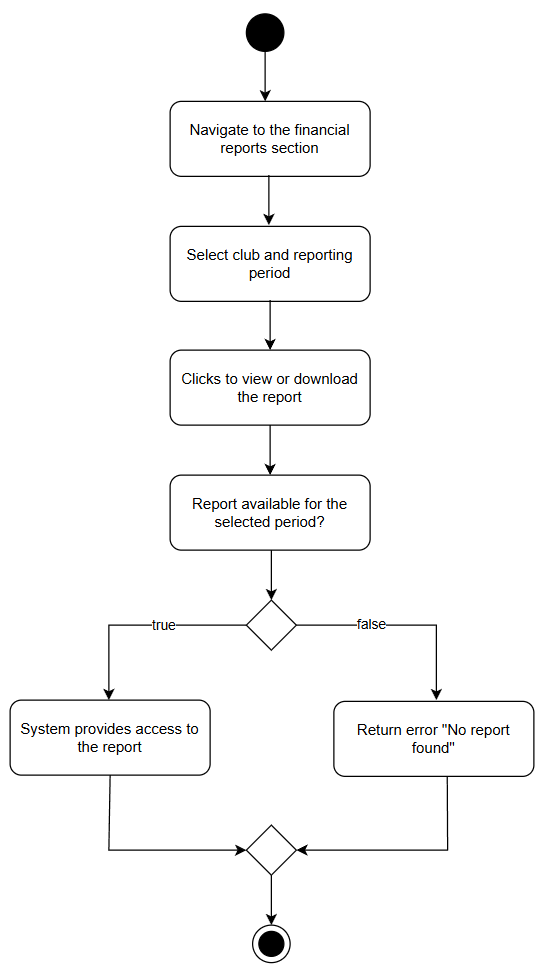 Navigate to the financial
reports section
Select club and reporting
period
Clicks to view or download
the report
Report available for the
selected period?
true
false
System provides access to
the report
Return error "No report
found"